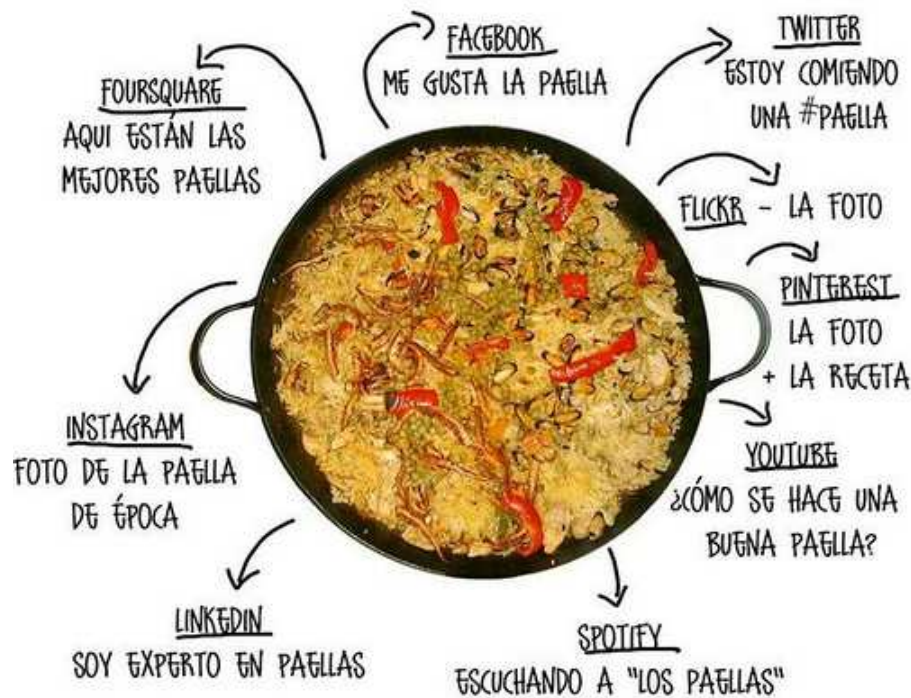 FACEBOOK
ME GUSTA LA PAELLA
TWITTER
ESTOY COMIENDO
UNA #PAELLA
FOURSQUARE
AQUI ESTÁN LAS
MEJORES PAELLAS
FLICKR - LA FOTO
PINTEREST
LA FOTO
+ LA RECETA
INSTAGRAM
FOTO DE LA PAELLA
DE ÉPOCA
YOUTUBE
¿CÓMO SE HACE UNA
BUENA PAELLA?
LINKEDIN
SOY EXPERTO EN PAELLAS
SPOTIFY
ESCUCHANDO A "LOS PAELLAS"